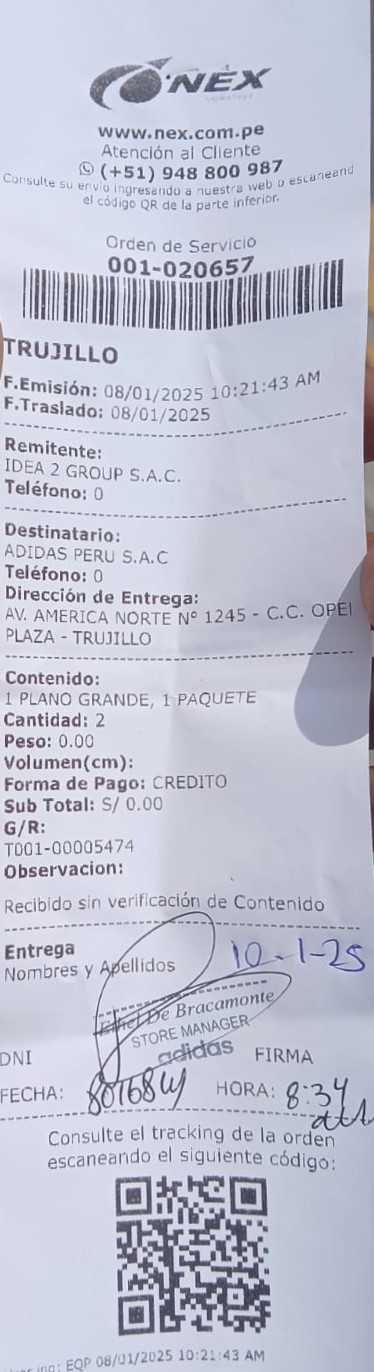 NEX
www.nex.com.pe
Atención al Cliente
(+51) 948 800 987
Consulte su envío ingresando a nuestra web o escaneand
el código QR de la parte inferior.
Orden de Servicio
001-020657
TRUJILLO
F.Emisión: 08/01/2025 10:21:43 AM
F.Traslado: 08/01/2025
Remitente:
IDEA 2 GROUP S.A.C.
Teléfono: 0
Destinatario:
ADIDAS PERU S.A.C
Teléfono: 0
Dirección de Entrega:
AV. AMERICA NORTE Nº 1245 - C.C. OPEI
PLAZA - TRUJILLO
Contenido:
1 PLANO GRANDE, 1 PAQUETE
Cantidad: 2
Peso: 0.00
Volumen(cm):
Forma de Pago: CREDITO
Sub Total: S/ 0.00
G/R:
T001-00005474
Observacion:
Recibido sin verificación de Contenido
Entrega 10-1-25
Nombres y Apellidos
De Bracamonte
STORE MANAGER
adidas
DNI FIRMA
FECHA: HORA: 8:34
Consulte el tracking de la orden
escaneando el siguiente código:
EQP 08/01/2025 10:21:43 AM